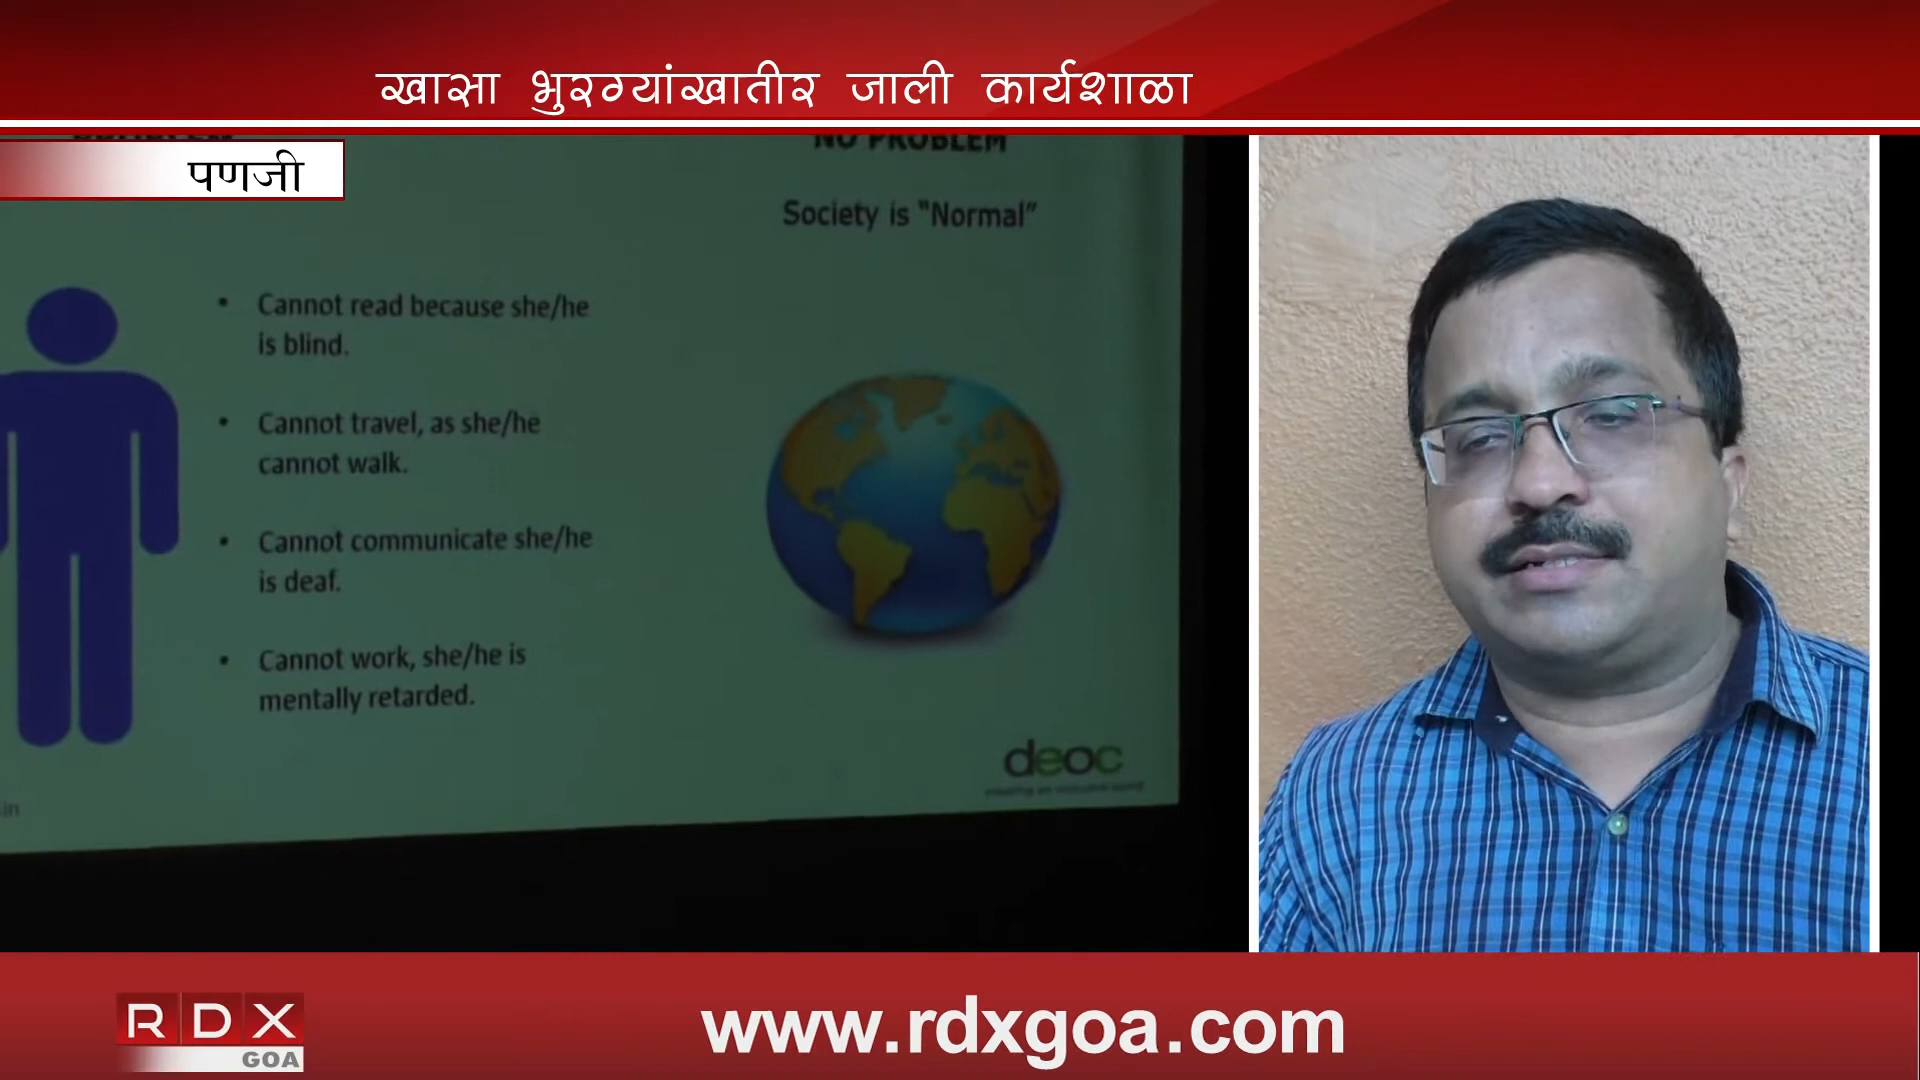 खासा भुरग्यांखातीर जाली कार्यशाळा
पणजी
NO PROBLEM
Society is "Normal"
• Cannot read because she/he
is blind.
• Cannot travel, as she/he
cannot walk.
• Cannot communicate she/he
is deaf.
• Cannot work, she/he is
mentally retarded.
deoc
RDX
GOA
www.rdxgoa.com